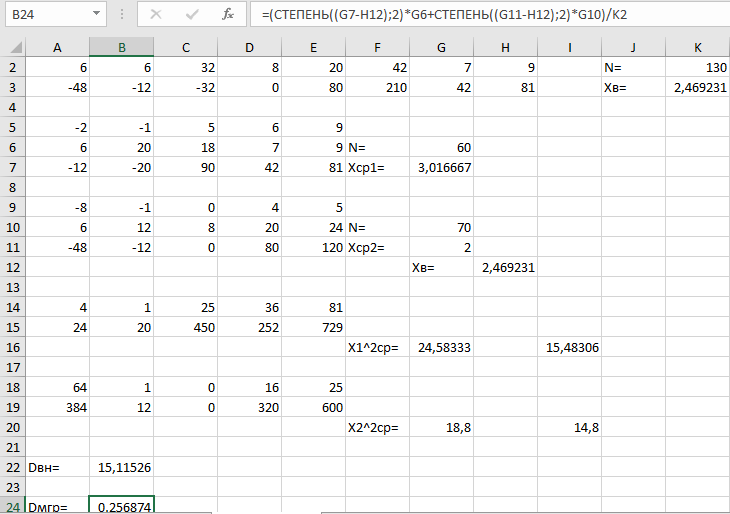 B24 fx =(СТЕПЕНЬ((G7-H12);2)*G6+СТЕПЕНЬ((G11-H12);2)*G10)/K2
A B C D E F G H I J K
2 6 6 32 8 20 42 7 9 N= 130
3 -48 -12 -32 0 80 210 42 81 Xв= 2,469231
4
5 -2 -1 5 6 9
6 6 20 18 7 9 N= 60
7 -12 -20 90 42 81 Xср1= 3,016667
8
9 -8 -1 0 4 5
10 6 12 8 20 24 N= 70
11 -48 -12 0 80 120 Xср2= 2
12 Xв= 2,469231
13
14 4 1 25 36 81
15 24 20 450 252 729
16 X1^2ср= 24,58333 15,48306
17
18 64 1 0 16 25
19 384 12 0 320 600
20 X2^2ср= 18,8 14,8
21
22 Dвн= 15,11526
23
24 Dмгр= 0,256874